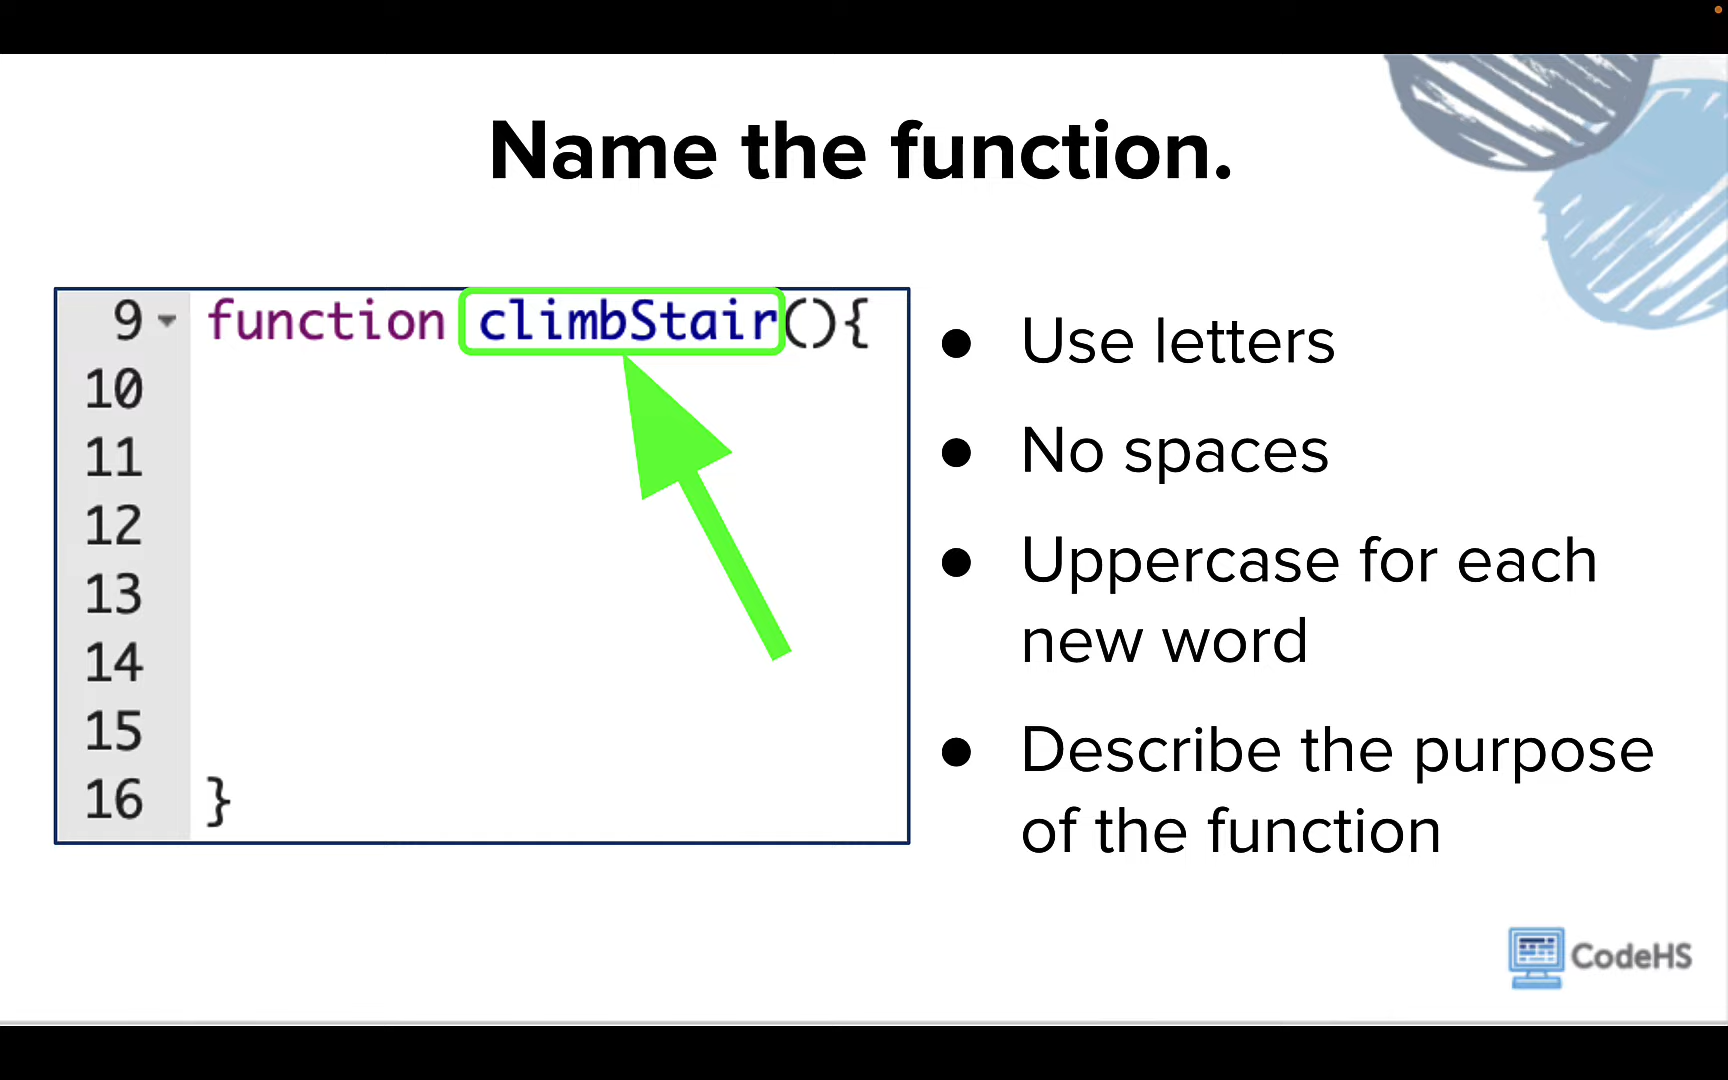 Name the function.
9 function climbStair(){
10
11
12
13
14
15
16 }
● Use letters
● No spaces
● Uppercase for each
new word
● Describe the purpose
of the function
CodeHS